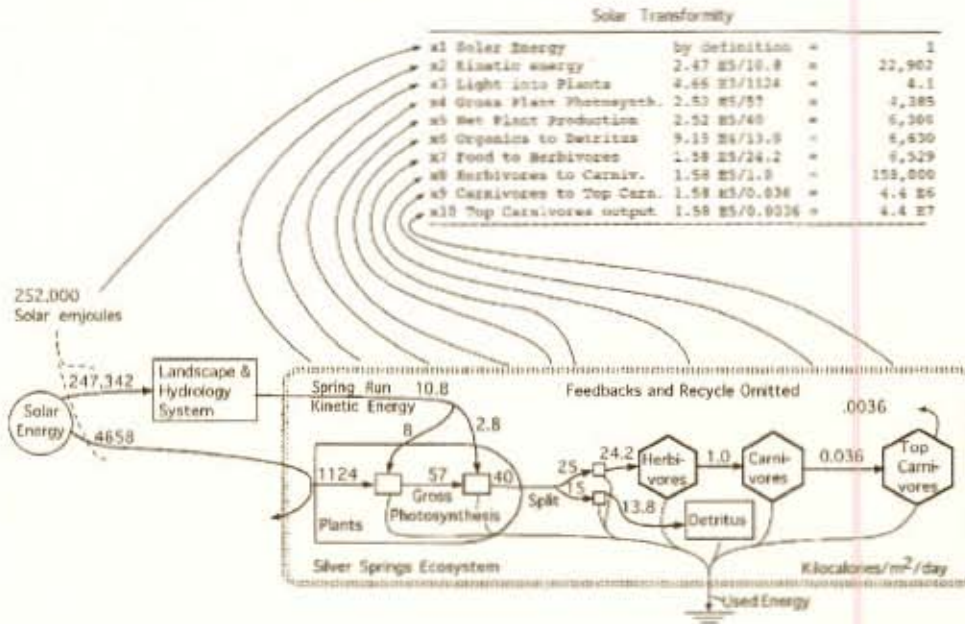 Solar Transformity
x1 Solar Energy by definition = 1
x2 Kinetic energy 2.47 E5/10.8 = 22,902
x3 Light into Plants 4.66 E3/1124 = 4.1
x4 Gross Plant Photosynth. 2.52 E5/57 = 4,385
x5 Net Plant Production 2.52 E5/40 = 6,300
x6 Organics to Detritus = 6,630
x7 Food to Herbivores 1.58 E5/24.2 = 6,529
x8 Herbivores to Carniv. 1.58 E5/1.0 = 158,000
x9 Carnivores to Top Carn. 1.58 E5/0.036 = 4.4 E6
x10 Top Carnivores output 1.58 E5/0.0036 = 4.4 E7
252,000
Solar emjoules
247,342
Landscape &
Hydrology
System
Spring Run 10.8
Kinetic Energy
Feedbacks and Recycle Omitted
.0036
Solar
Energy
4658
8
2.8
1124
57
40
Gross
Photosynthesis
Plants
Split
25
15
24.2
Herbi-
vores
1.0
Carni-
vores
0.036
Top
Carni-
vores
13.8
Detritus
Silver Springs Ecosystem
Kilocalories/m²/day
Used Energy